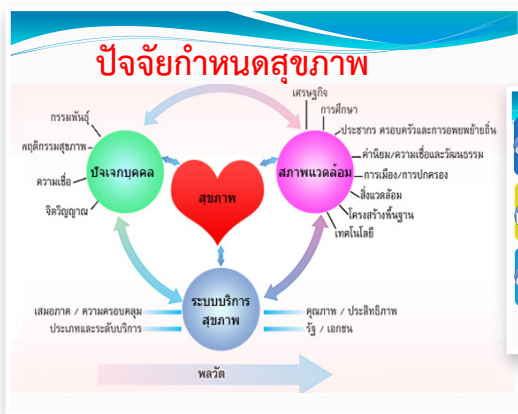 ปัจจัยกำหนดสุขภาพ
เศรษฐกิจ
การศึกษา
กรรมพันธุ์
ประชากร ครอบครัวและการอพยพย้ายถิ่น
พฤติกรรมสุขภาพ
ค่านิยม/ความเชื่อและวัฒนธรรม
ปัจเจกบุคคล
สุขภาพ
สภาพแวดล้อม
การเมือง/การปกครอง
ความเชื่อ
สิ่งแวดล้อม
จิตวิญญาณ
โครงสร้างพื้นฐาน
เทคโนโลยี
ระบบบริการ
สุขภาพ
เสมอภาค / ความครอบคลุม
คุณภาพ / ประสิทธิภาพ
ประเภทและระดับบริการ
รัฐ / เอกชน
พลวัต